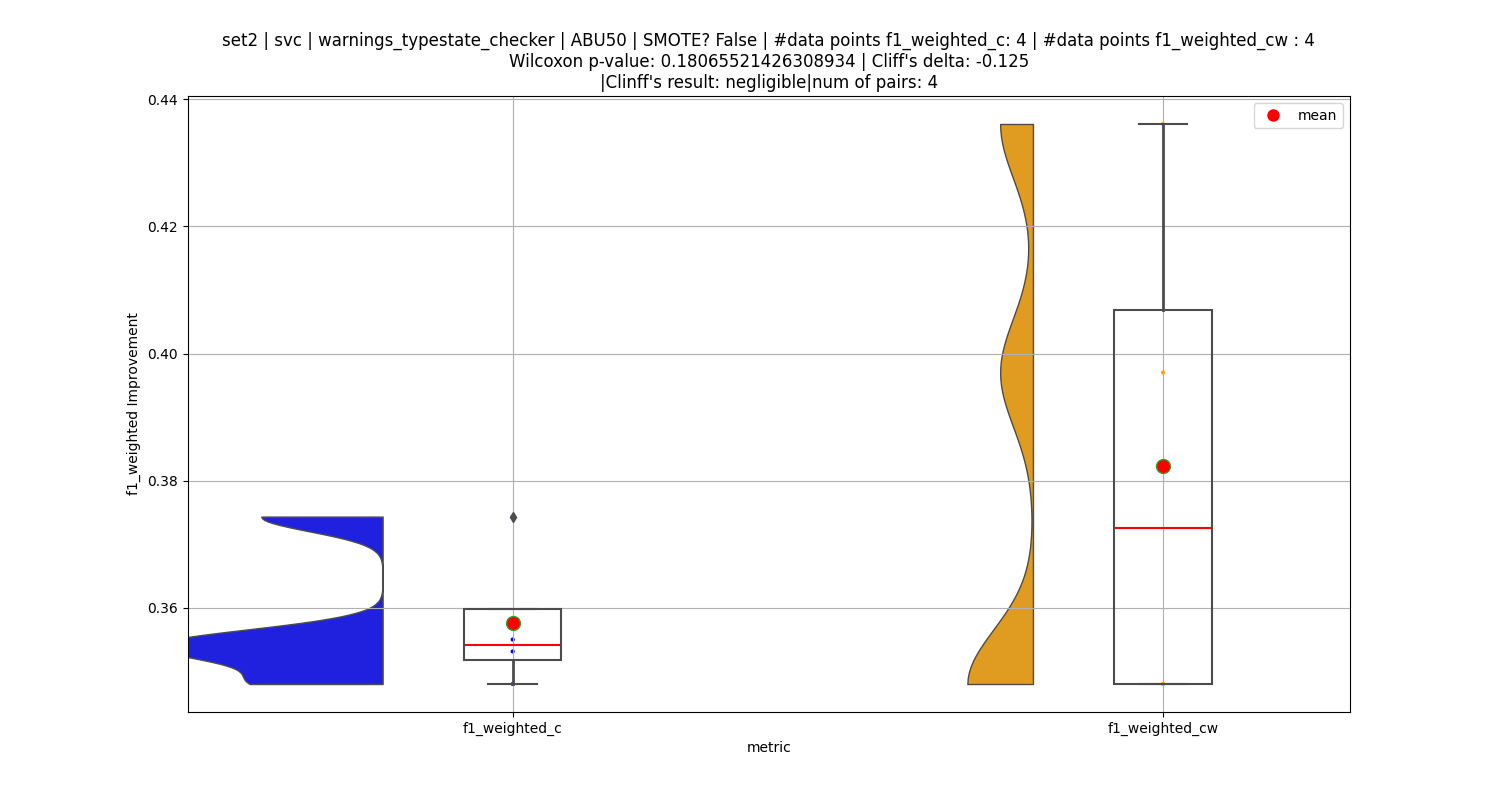 set2 | svc | warnings_typestate_checker | ABU50 | SMOTE? False | #data points f1_weighted_c: 4 | #data points f1_weighted_cw : 4
Wilcoxon p-value: 0.18065521426308934 | Cliff's delta: -0.125
|Clinff's result: negligible|num of pairs: 4
mean
0.44
0.42
0.40
0.38
0.36
f1_weighted Improvement
f1_weighted_c
f1_weighted_cw
metric